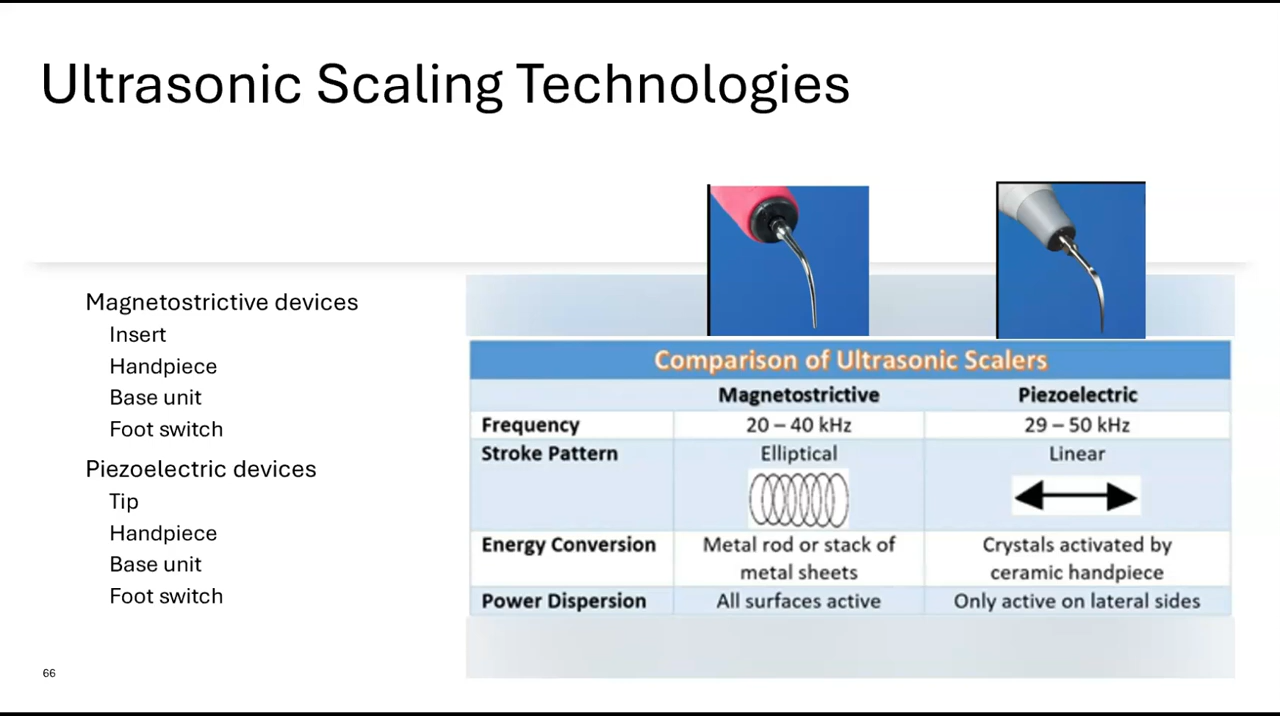 Ultrasonic Scaling Technologies
Magnetostrictive devices
Insert
Handpiece
Base unit
Foot switch
Piezoelectric devices
Tip
Handpiece
Base unit
Foot switch
Comparison of Ultrasonic Scalers
Magnetostrictive Piezoelectric
Frequency 20 – 40 kHz 29 – 50 kHz
Stroke Pattern Elliptical Linear
Energy Conversion Metal rod or stack of metal sheets Crystals activated by ceramic handpiece
Power Dispersion All surfaces active Only active on lateral sides
66